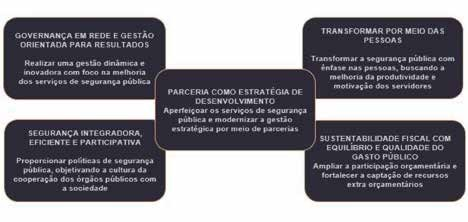 GOVERNANÇA EM REDE E GESTÃO
ORIENTADA PARA RESULTADOS
Realizar uma gestão dinâmica e
inovadora com foco na melhoria
dos serviços de segurança pública
TRANSFORMAR POR MEIO DAS
PESSOAS
Transformar a segurança pública com
ênfase nas pessoas, buscando a
melhoria da produtividade e
motivação dos servidores
PARCERIA COMO ESTRATÉGIA DE
DESENVOLVIMENTO
Aperfeiçoar os serviços de segurança
pública e modernizar a gestão
estratégica por meio de parcerias
SEGURANÇA INTEGRADORA,
EFICIENTE E PARTICIPATIVA
Proporcionar políticas de segurança
pública, objetivando a cultura da
cooperação dos órgãos públicos com
a sociedade
SUSTENTABILIDADE FISCAL COM
EQUILÍBRIO E QUALIDADE DO
GASTO PÚBLICO
Ampliar a participação orçamentária e
fortalecer a captação de recursos
extra orçamentários